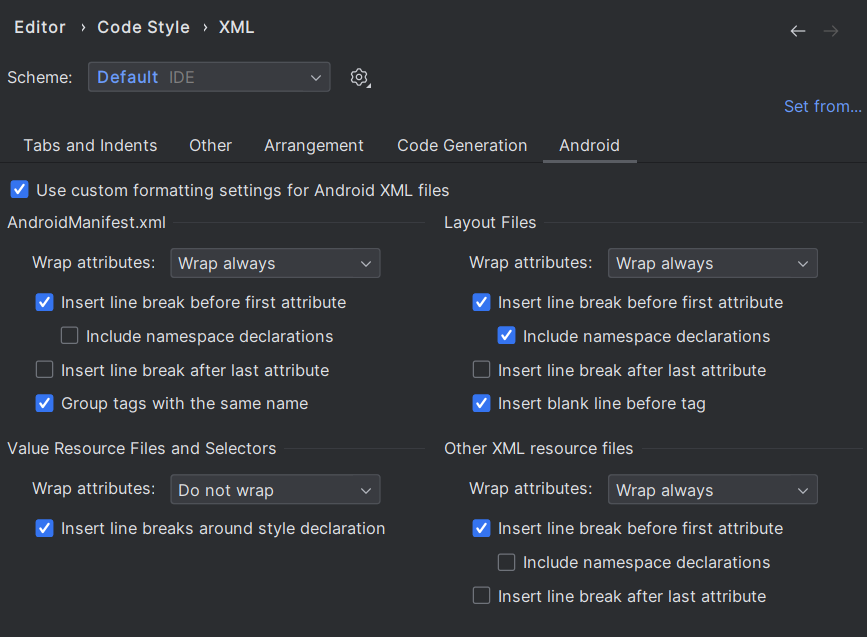 Editor › Code Style › XML
Scheme: Default IDE
Set from...
Tabs and Indents Other Arrangement Code Generation Android
Use custom formatting settings for Android XML files
AndroidManifest.xml
Wrap attributes: Wrap always
Insert line break before first attribute
Include namespace declarations
Insert line break after last attribute
Group tags with the same name
Layout Files
Wrap attributes: Wrap always
Insert line break before first attribute
Include namespace declarations
Insert line break after last attribute
Insert blank line before tag
Value Resource Files and Selectors
Wrap attributes: Do not wrap
Insert line breaks around style declaration
Other XML resource files
Wrap attributes: Wrap always
Insert line break before first attribute
Include namespace declarations
Insert line break after last attribute